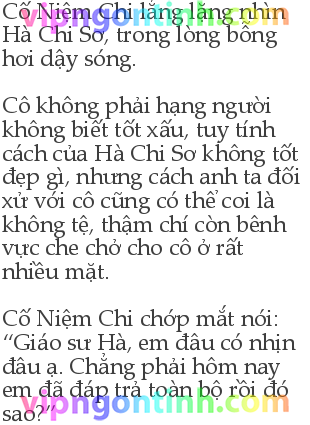 Cố Niệm Chi lẳng lặng nhìn
Hà Chi Sơ, trong lòng bỗng
hơi dậy sóng.
Cô không phải hạng người
không biết tốt xấu, tuy tính
cách của Hà Chi Sơ không tốt
đẹp gì, nhưng cách anh ta đối
xử với cô cũng có thể coi là
không tệ, thậm chí còn bênh
vực che chở cho cô ở rất
nhiều mặt.
Cố Niệm Chi chớp mắt nói:
“Giáo sư Hà, em đâu có nhịn
đâu ạ. Chẳng phải hôm nay
em đã đáp trả toàn bộ rồi đó
sao?”
vipngontinh.com
vipngontinh.com
vipngontinh.com